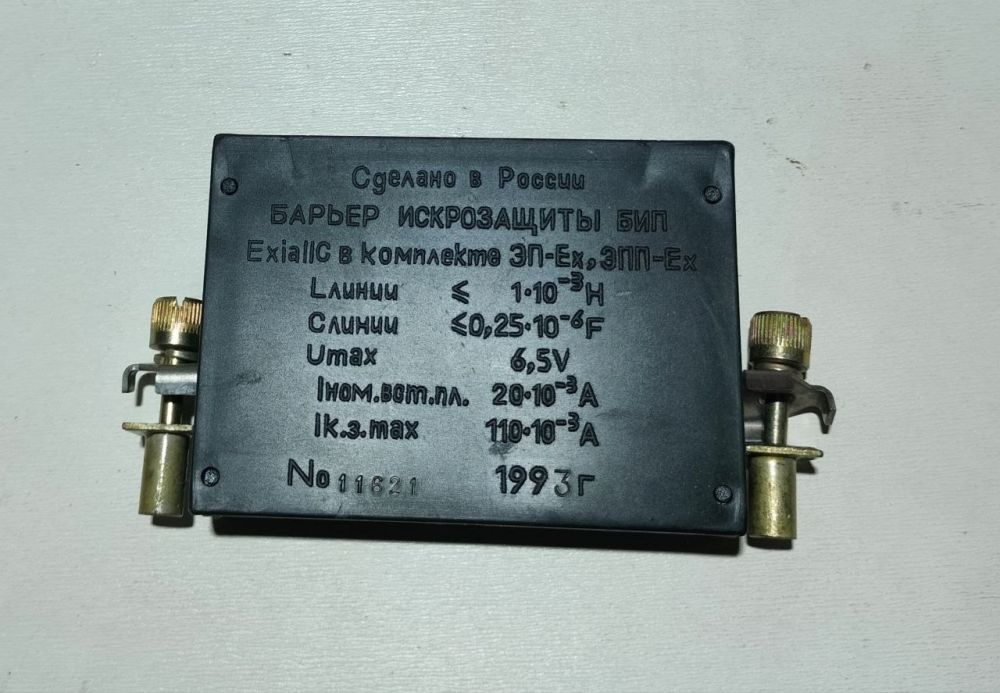 Сделано в России
БАРЬЕР ИСКРОЗАЩИТЫ БИП
ExiaIIC в комплекте ЭП-Ex, ЭПП-Ex
Lлинии ≤ 1·10⁻³H
Cлинии ≤0,25·10⁻⁶F
Umax 6,5V
Iном.вст.пл. 20·10⁻³A
Iк.з.max 110·10⁻³A
No 11621 1993г